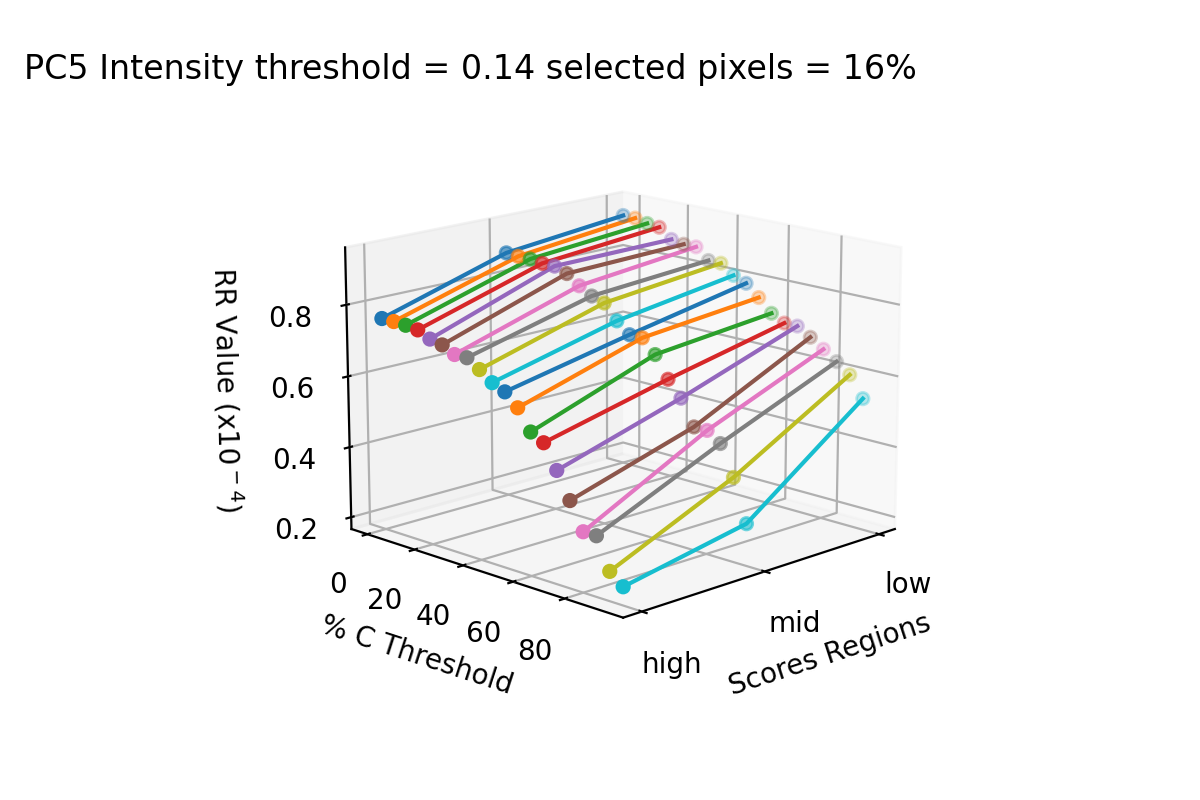 PC5 Intensity threshold = 0.14 selected pixels = 16%
RR Value (x10⁻⁴)
0.8
0.6
0.4
0.2
0
20
40
60
80
% C Threshold
high
mid
low
Scores Regions